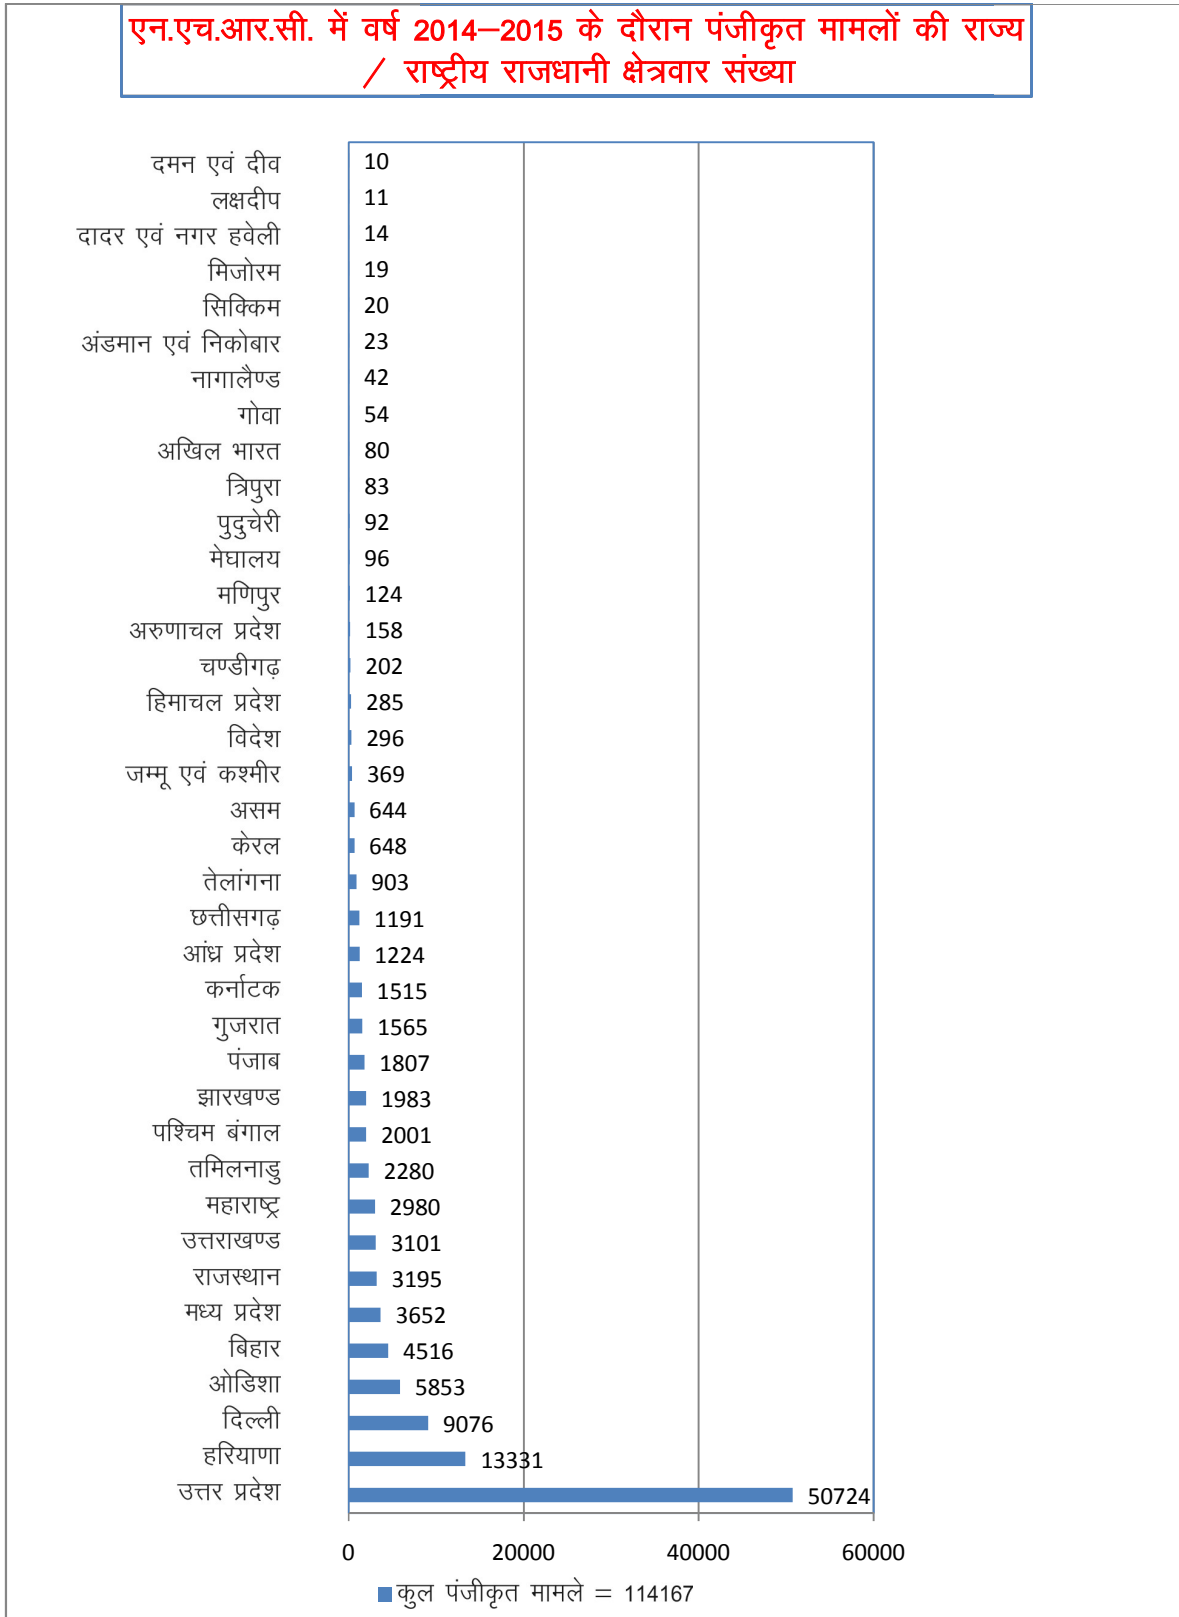 एन.एच.आर.सी. में वर्ष 2014–2015 के दौरान पंजीकृत मामलों की राज्य
/ राष्ट्रीय राजधानी क्षेत्रवार संख्या
दमन एवं दीव 10
लक्षदीप 11
दादर एवं नगर हवेली 14
मिजोरम 19
सिक्किम 20
अंडमान एवं निकोबार 23
नागालैण्ड 42
गोवा 54
अखिल भारत 80
त्रिपुरा 83
पुदुचेरी 92
मेघालय 96
मणिपुर 124
अरुणाचल प्रदेश 158
चण्डीगढ़ 202
हिमाचल प्रदेश 285
विदेश 296
जम्मू एवं कश्मीर 369
असम 644
केरल 648
तेलांगना 903
छत्तीसगढ़ 1191
आंध्र प्रदेश 1224
कर्नाटक 1515
गुजरात 1565
पंजाब 1807
झारखण्ड 1983
पश्चिम बंगाल 2001
तमिलनाडु 2280
महाराष्ट्र 2980
उत्तराखण्ड 3101
राजस्थान 3195
मध्य प्रदेश 3652
बिहार 4516
ओडिशा 5853
दिल्ली 9076
हरियाणा 13331
उत्तर प्रदेश 50724
0 20000 40000 60000
कुल पंजीकृत मामले = 114167